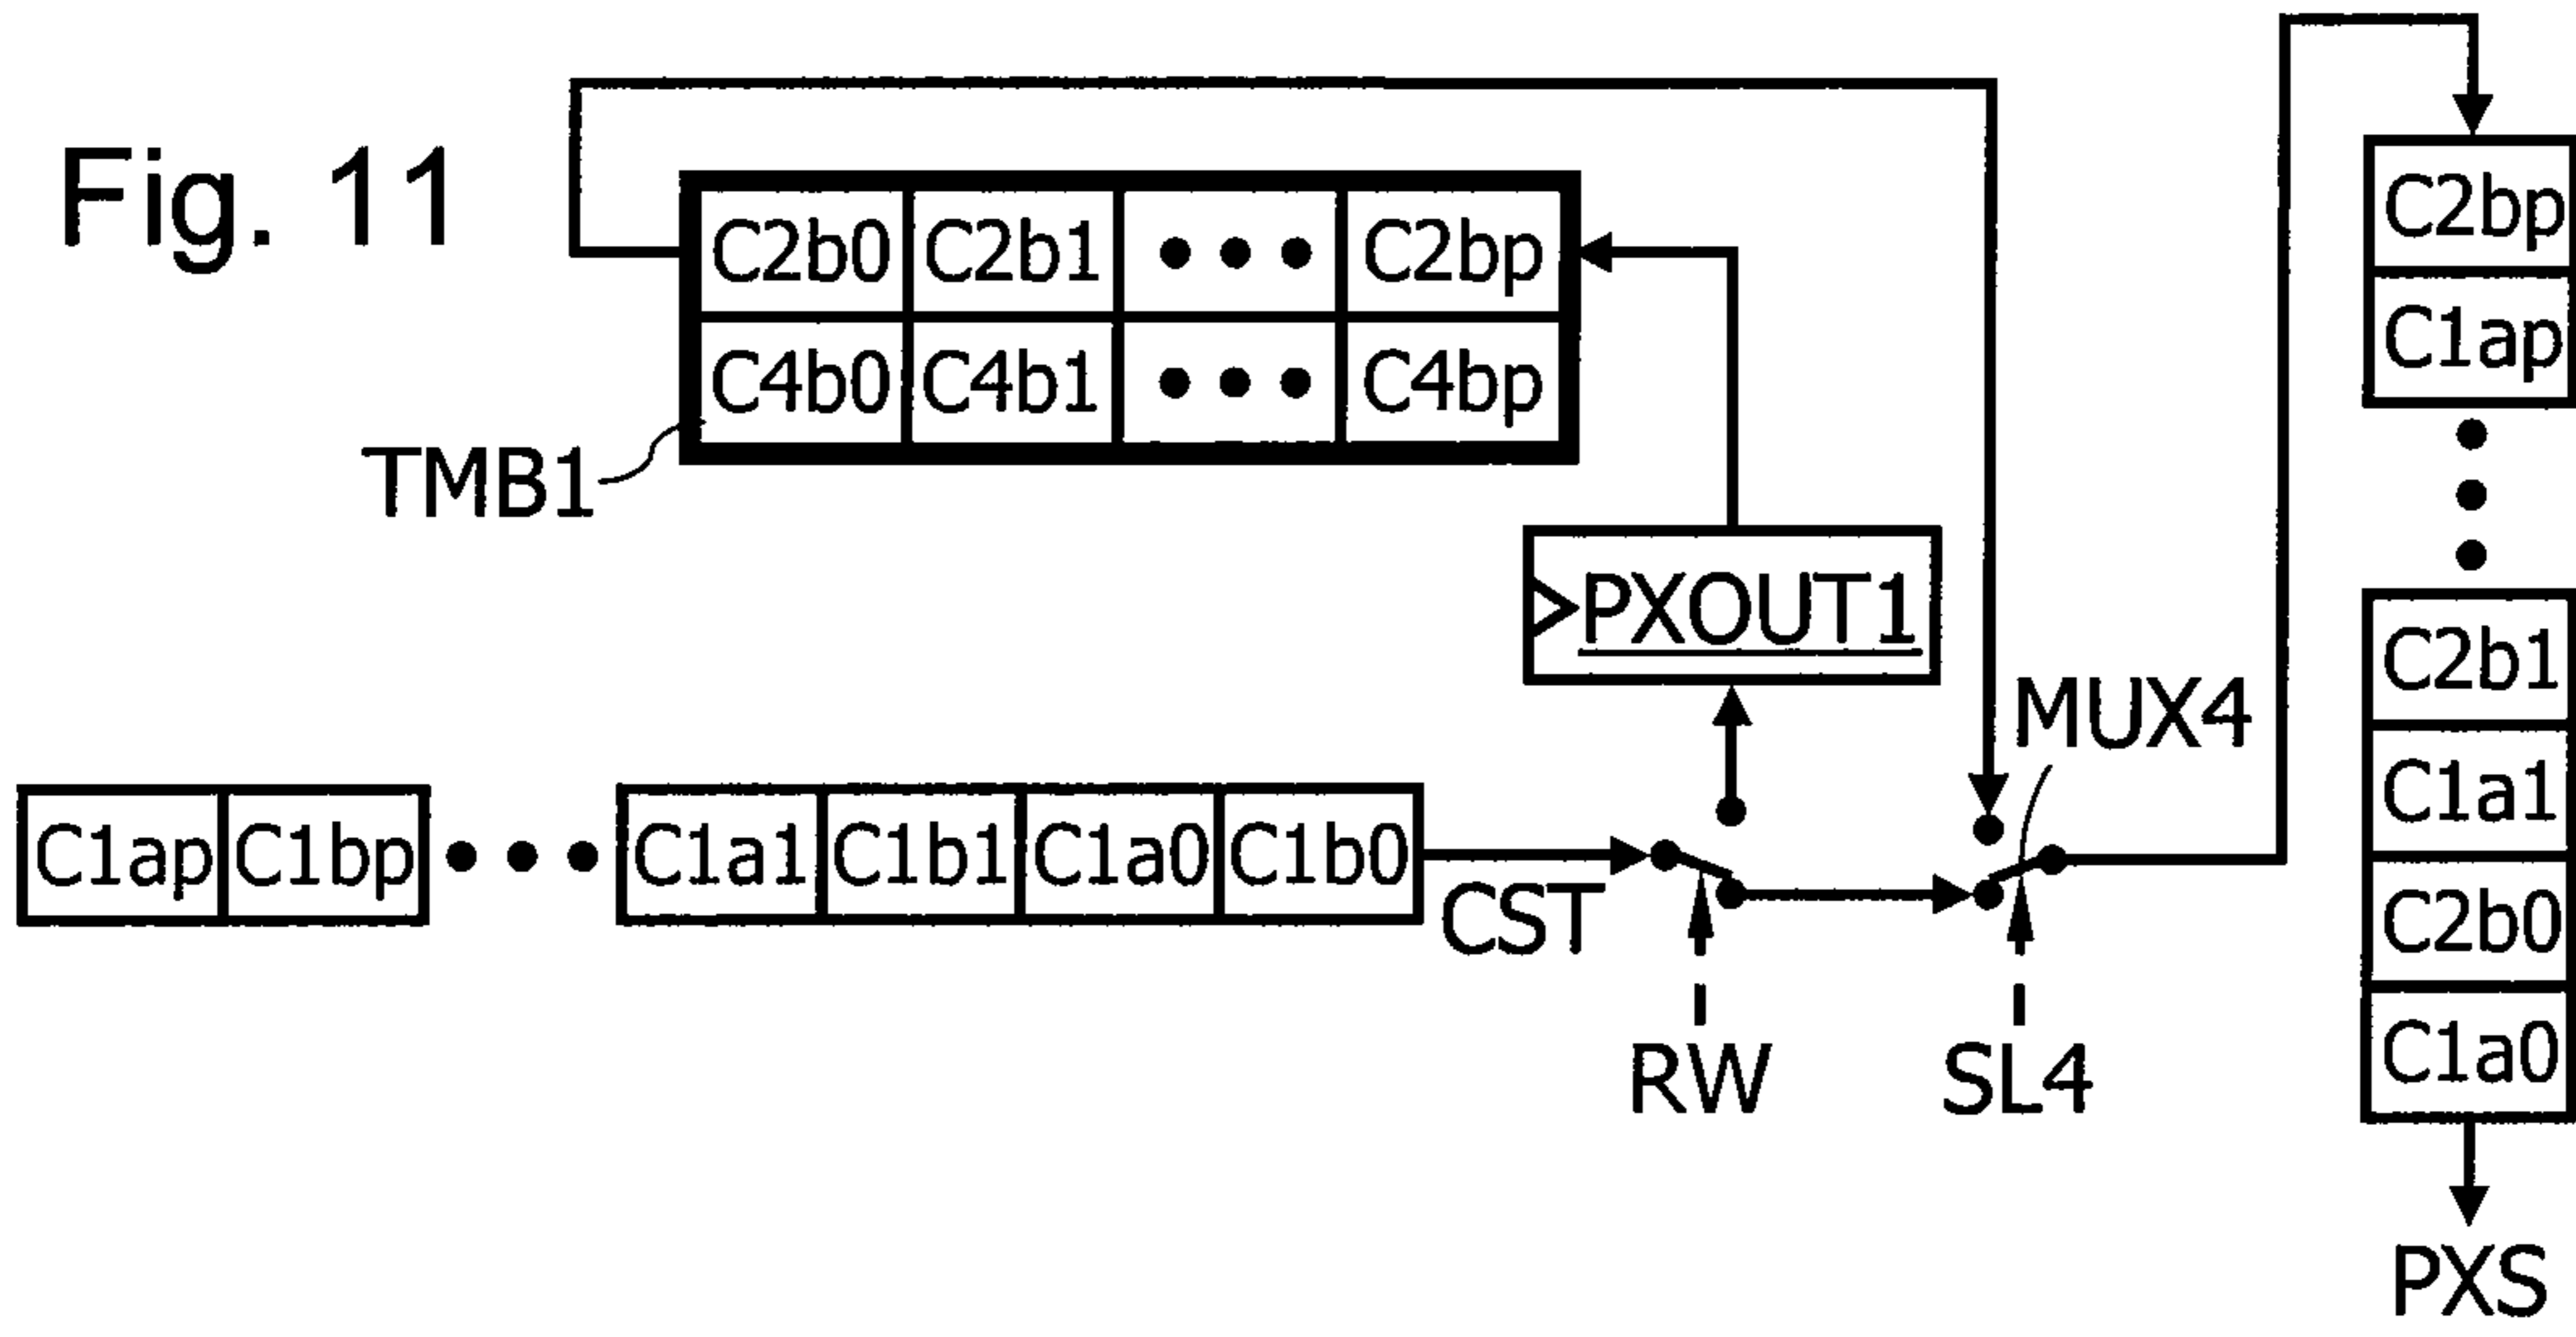 Fig. 11
C2b0 C2b1 ••• C2bp
C4b0 C4b1 ••• C4bp
TMB1
PXOUT1
MUX4
C1ap C1bp ••• C1a1 C1b1 C1a0 C1b0
CST
RW
SL4
C2bp
C1ap
C2b1
C1a1
C2b0
C1a0
PXS